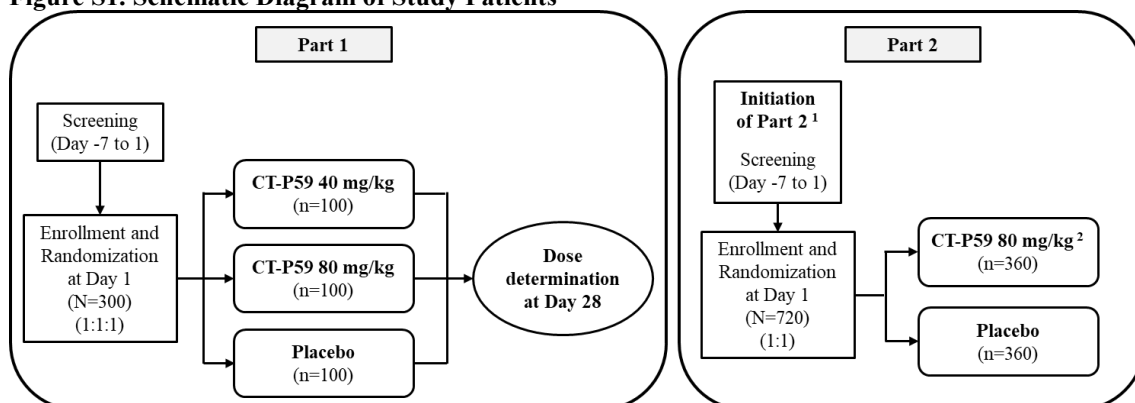 Figure S1. Schematic Diagram of Study Patients
Part 1
Screening
(Day -7 to 1)
Enrollment and
Randomization
at Day 1
(N=300)
(1:1:1)
CT-P59 40 mg/kg
(n=100)
CT-P59 80 mg/kg
(n=100)
Placebo
(n=100)
Dose
determination
at Day 28
Part 2
Initiation
of Part 2 ¹
Screening
(Day -7 to 1)
Enrollment and
Randomization
at Day 1
(N=720)
(1:1)
CT-P59 80 mg/kg ²
(n=360)
Placebo
(n=360)